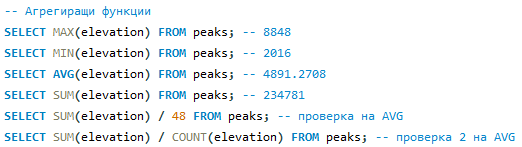 -- Агрегиращи функции
SELECT MAX(elevation) FROM peaks; -- 8848
SELECT MIN(elevation) FROM peaks; -- 2016
SELECT AVG(elevation) FROM peaks; -- 4891.2708
SELECT SUM(elevation) FROM peaks; -- 234781
SELECT SUM(elevation) / 48 FROM peaks; -- проверка на AVG
SELECT SUM(elevation) / COUNT(elevation) FROM peaks; -- проверка 2 на AVG